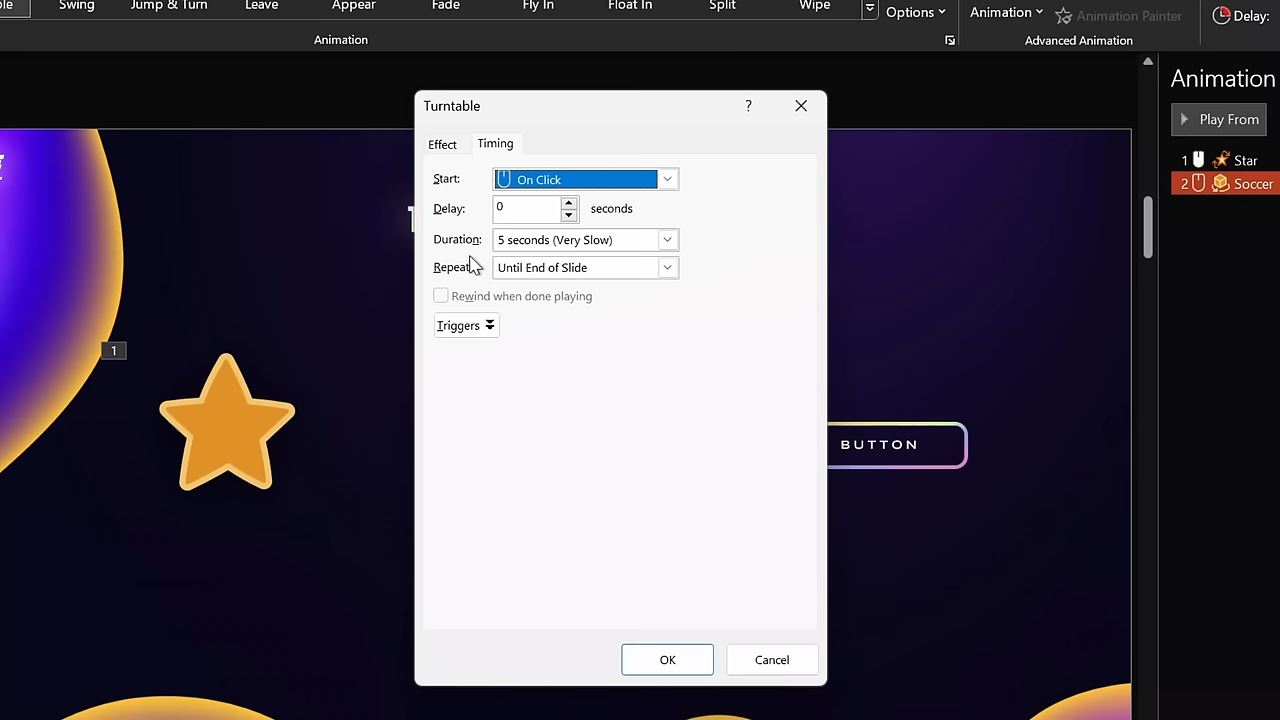 Swing Jump & Turn Leave Appear Fade Fly In Float In Split Wipe Options Animation Animation Painter Delay:
Animation Advanced Animation
Animation
Play From
1 Star
2 Soccer
Turntable ?
Effect Timing
Start: On Click
Delay: 0 seconds
Duration: 5 seconds (Very Slow)
Repeat Until End of Slide
Rewind when done playing
Triggers
1
BUTTON
OK Cancel